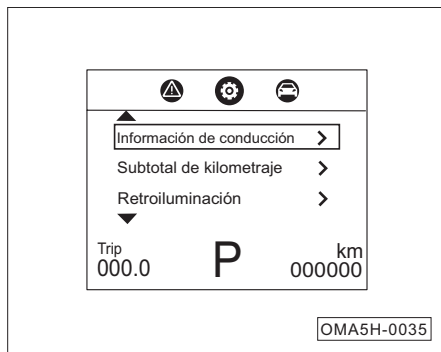 Información de conducción
Subtotal de kilometraje
Retroiluminación
Trip
000.0
P
km
000000
OMA5H-0035